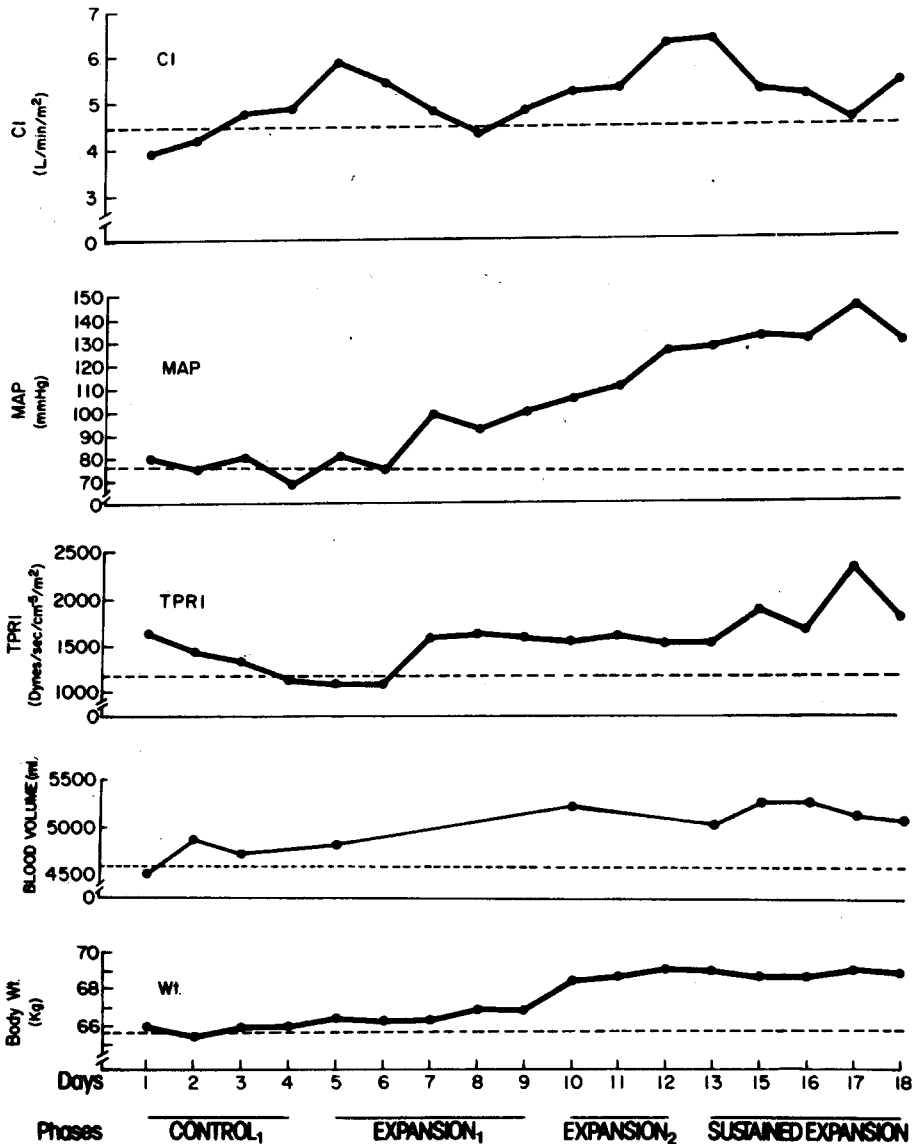 7
6
5
4
3
0
CI
(L/min/m²)
CI
150
140
130
120
110
100
90
80
70
0
MAP
(mmHg)
MAP
2500
2000
1500
1000
0
TPRI
(Dynes/sec/cm⁻⁵/m²)
TPRI
5500
5000
4500
0
BLOOD VOLUME (ml.
70
68
66
Body Wt.
(Kg)
Wt.
Days 1 2 3 4 5 6 7 8 9 10 11 12 13 15 16 17 18
Phases CONTROL₁ EXPANSION₁ EXPANSION₂ SUSTAINED EXPANSION